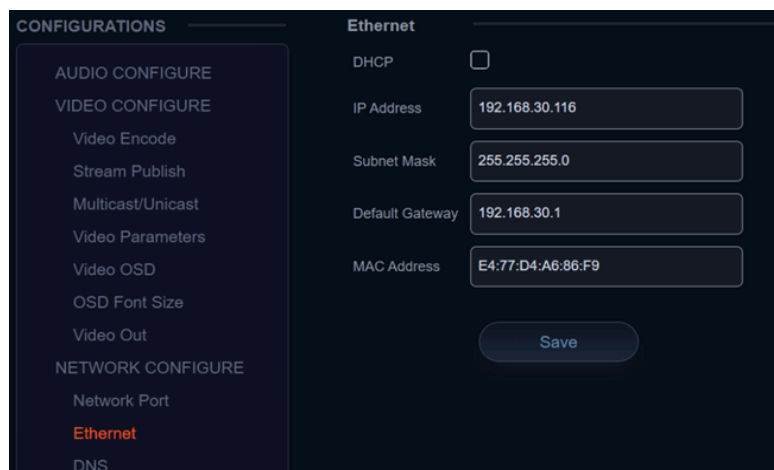 CONFIGURATIONS
AUDIO CONFIGURE
VIDEO CONFIGURE
Video Encode
Stream Publish
Multicast/Unicast
Video Parameters
Video OSD
OSD Font Size
Video Out
NETWORK CONFIGURE
Network Port
Ethernet
DNS
Ethernet
DHCP
IP Address 192.168.30.116
Subnet Mask 255.255.255.0
Default Gateway 192.168.30.1
MAC Address E4:77:D4:A6:86:F9
Save